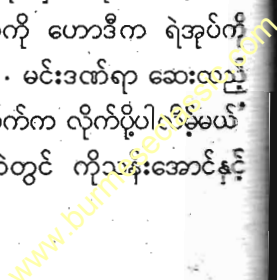 ကို ဟောဒီက ရဲအုပ်ကို
မင်းဒဏ်ရာ ဆေးထည့်
က်က လိုက်ပို့ပါလိမ့်မယ်"
တွင် ကိုသန်းအောင်နှင့်
www.burmeseclassic.com